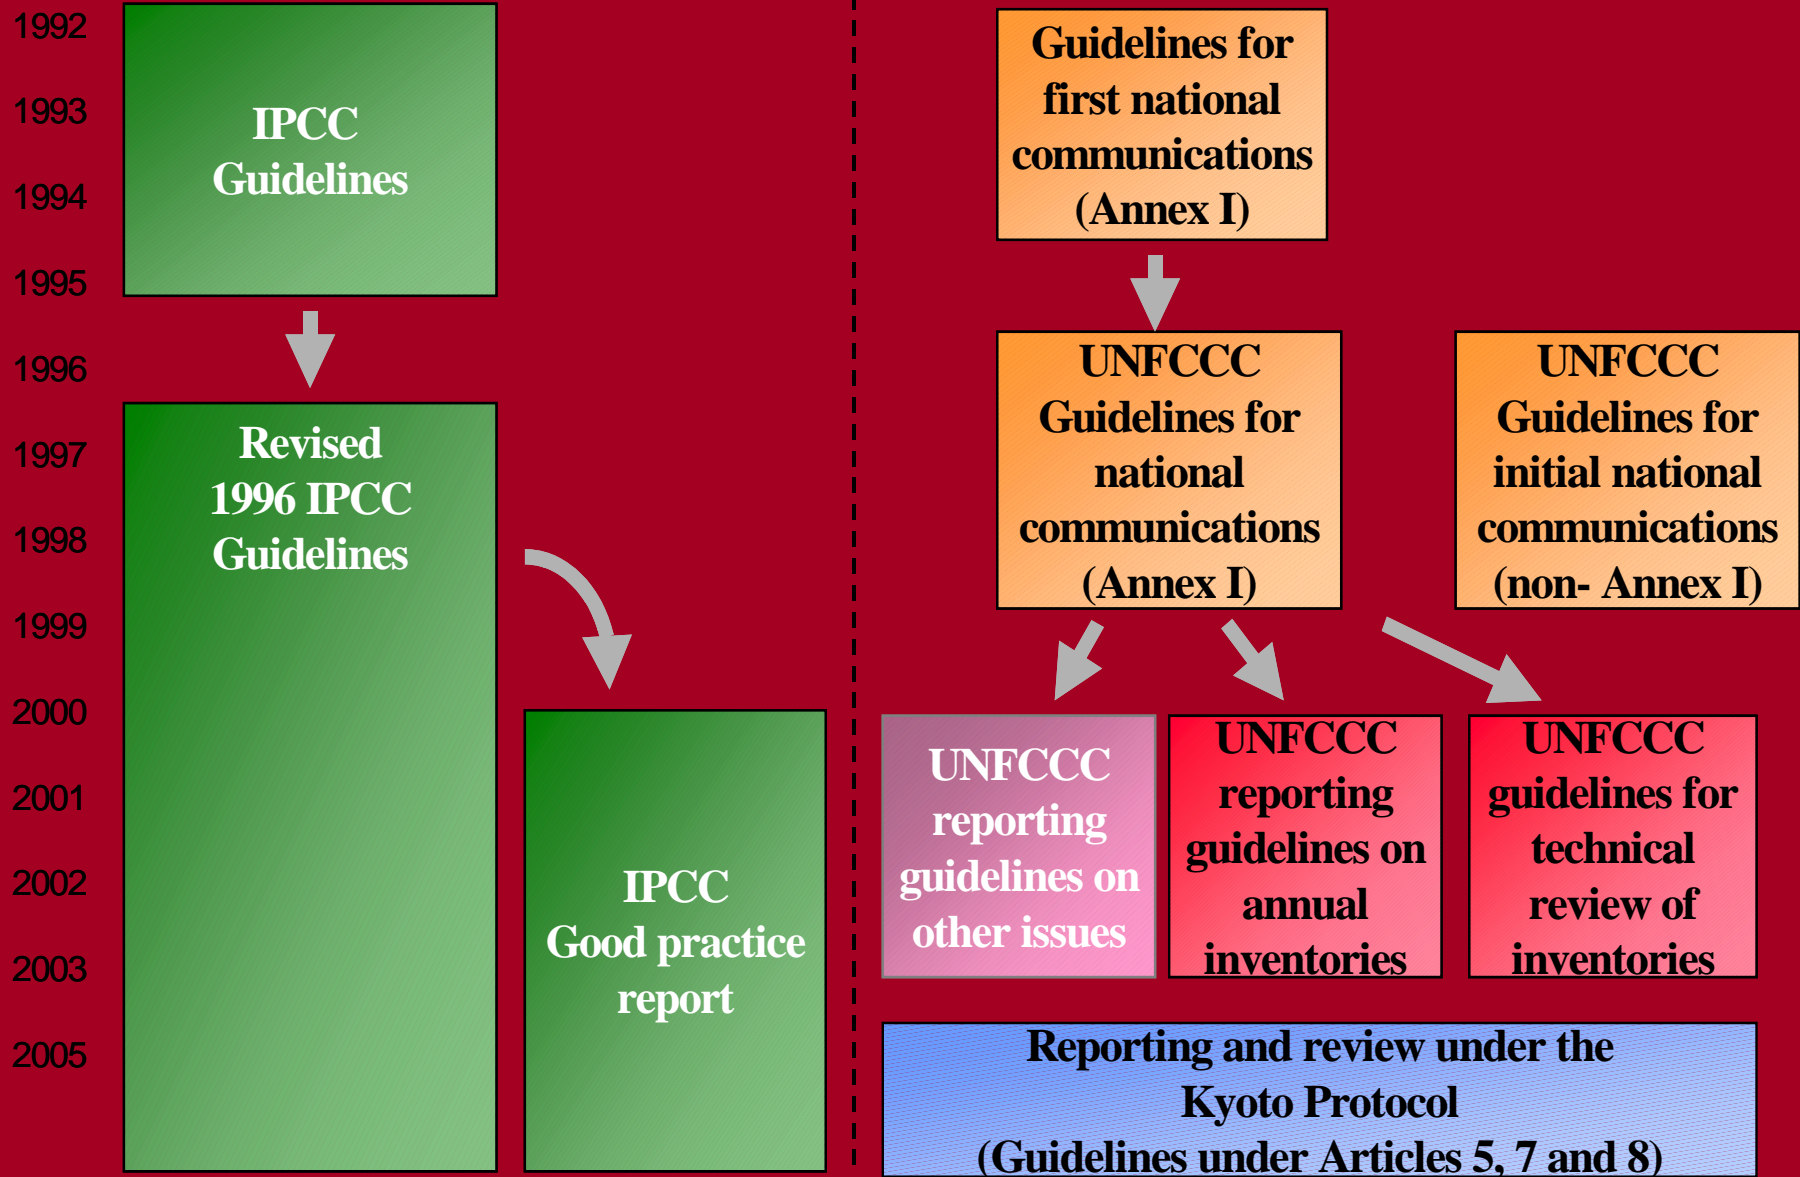 1992
1993
1994
1995
1996
1997
1998
1999
2000
2001
2002
2003
2005
IPCC
Guidelines
Revised
1996 IPCC
Guidelines
IPCC
Good practice
report
Guidelines for
first national
communications
(Annex I)
UNFCCC
Guidelines for
national
communications
(Annex I)
UNFCCC
Guidelines for
initial national
communications
(non- Annex I)
UNFCCC
reporting
guidelines on
other issues
UNFCCC
reporting
guidelines on
annual
inventories
UNFCCC
guidelines for
technical
review of
inventories
Reporting and review under the
Kyoto Protocol
(Guidelines under Articles 5, 7 and 8)